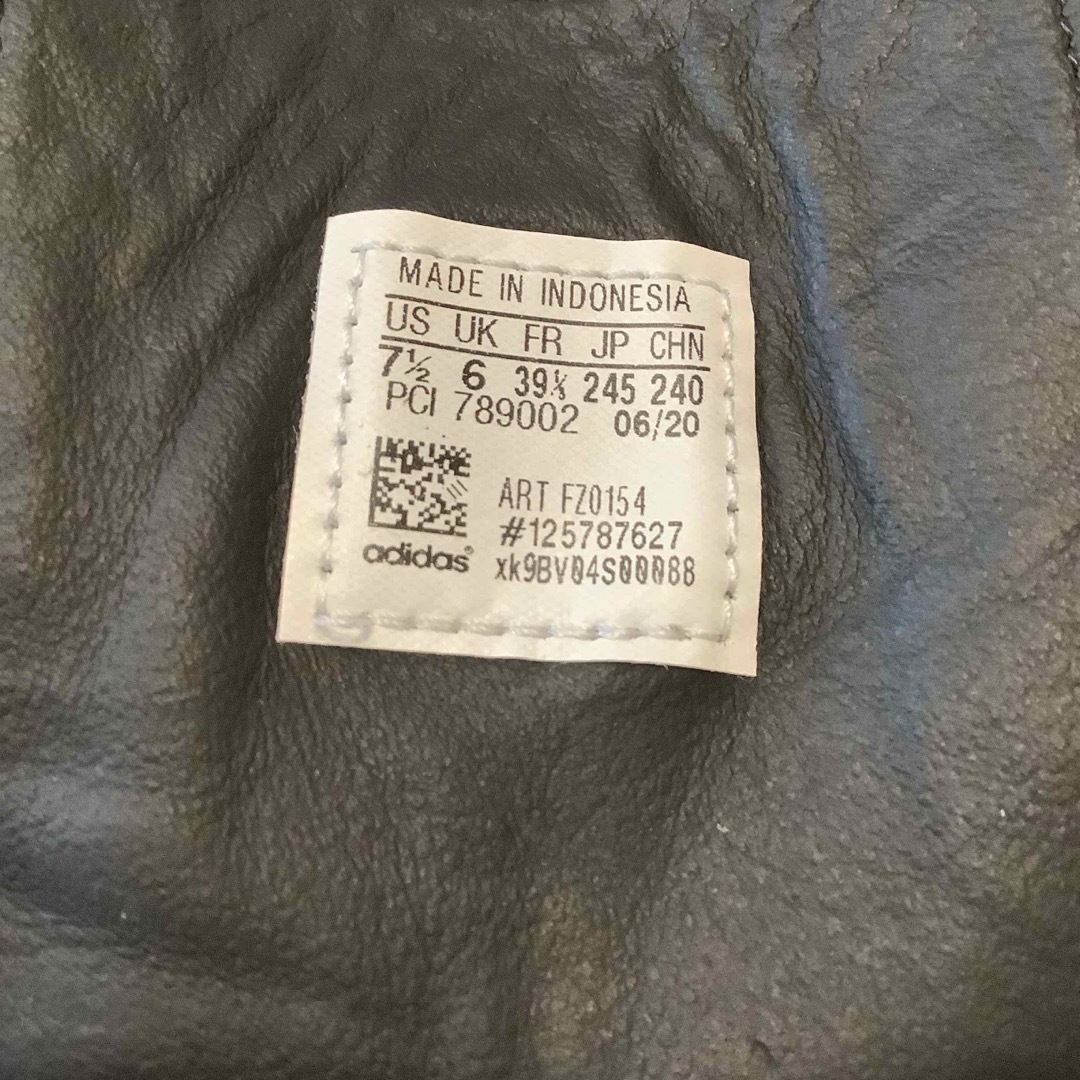 MADE IN INDONESIA
US UK FR JP CHN
7½ 6 39⅓ 245 240
PCI 789002 06/20
ART FZ0154
#125787627
adidas® xk9BV04S00088